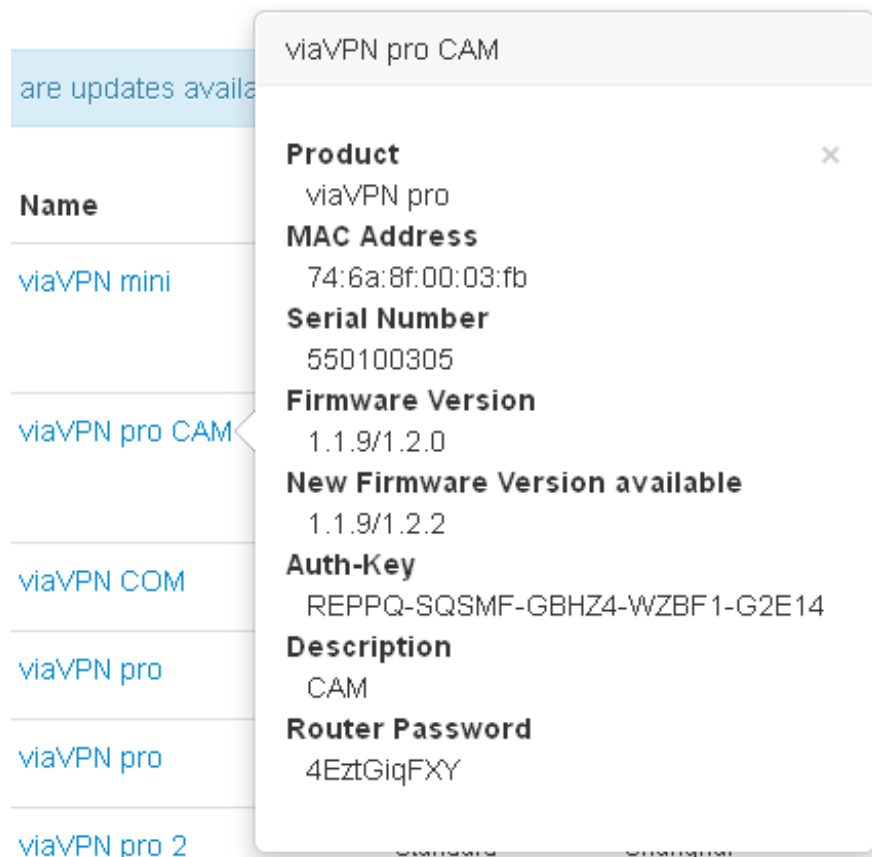 viaVPN pro CAM
are updates availa
Name
viaVPN mini
viaVPN pro CAM
viaVPN COM
viaVPN pro
viaVPN pro
viaVPN pro 2
Product
×
viaVPN pro
MAC Address
74:6a:8f:00:03:fb
Serial Number
550100305
Firmware Version
1.1.9/1.2.0
New Firmware Version available
1.1.9/1.2.2
Auth-Key
REPPQ-SQSMF-GBHZ4-WZBF1-G2E14
Description
CAM
Router Password
4EztGiqFXY